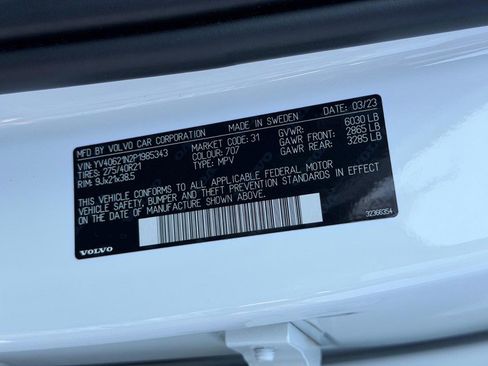 MFD. BY VOLVO CAR CORPORATION MADE IN SWEDEN 03/23
VIN: YV40621N2P1985343 MARKET CODE: 31 GVWR: 6030 LB
TIRES: 275/40R21 COLOUR: 707 GAWR FRONT: 2865 LB
RIM: 9Jx21x38.5 TYPE: MPV GAWR REAR: 3285 LB
THIS VEHICLE CONFORMS TO ALL APPLICABLE FEDERAL MOTOR
VEHICLE SAFETY, BUMPER AND THEFT PREVENTION STANDARDS IN EFFECT
ON THE DATE OF MANUFACTURE SHOWN ABOVE.
32366354
VOLVO